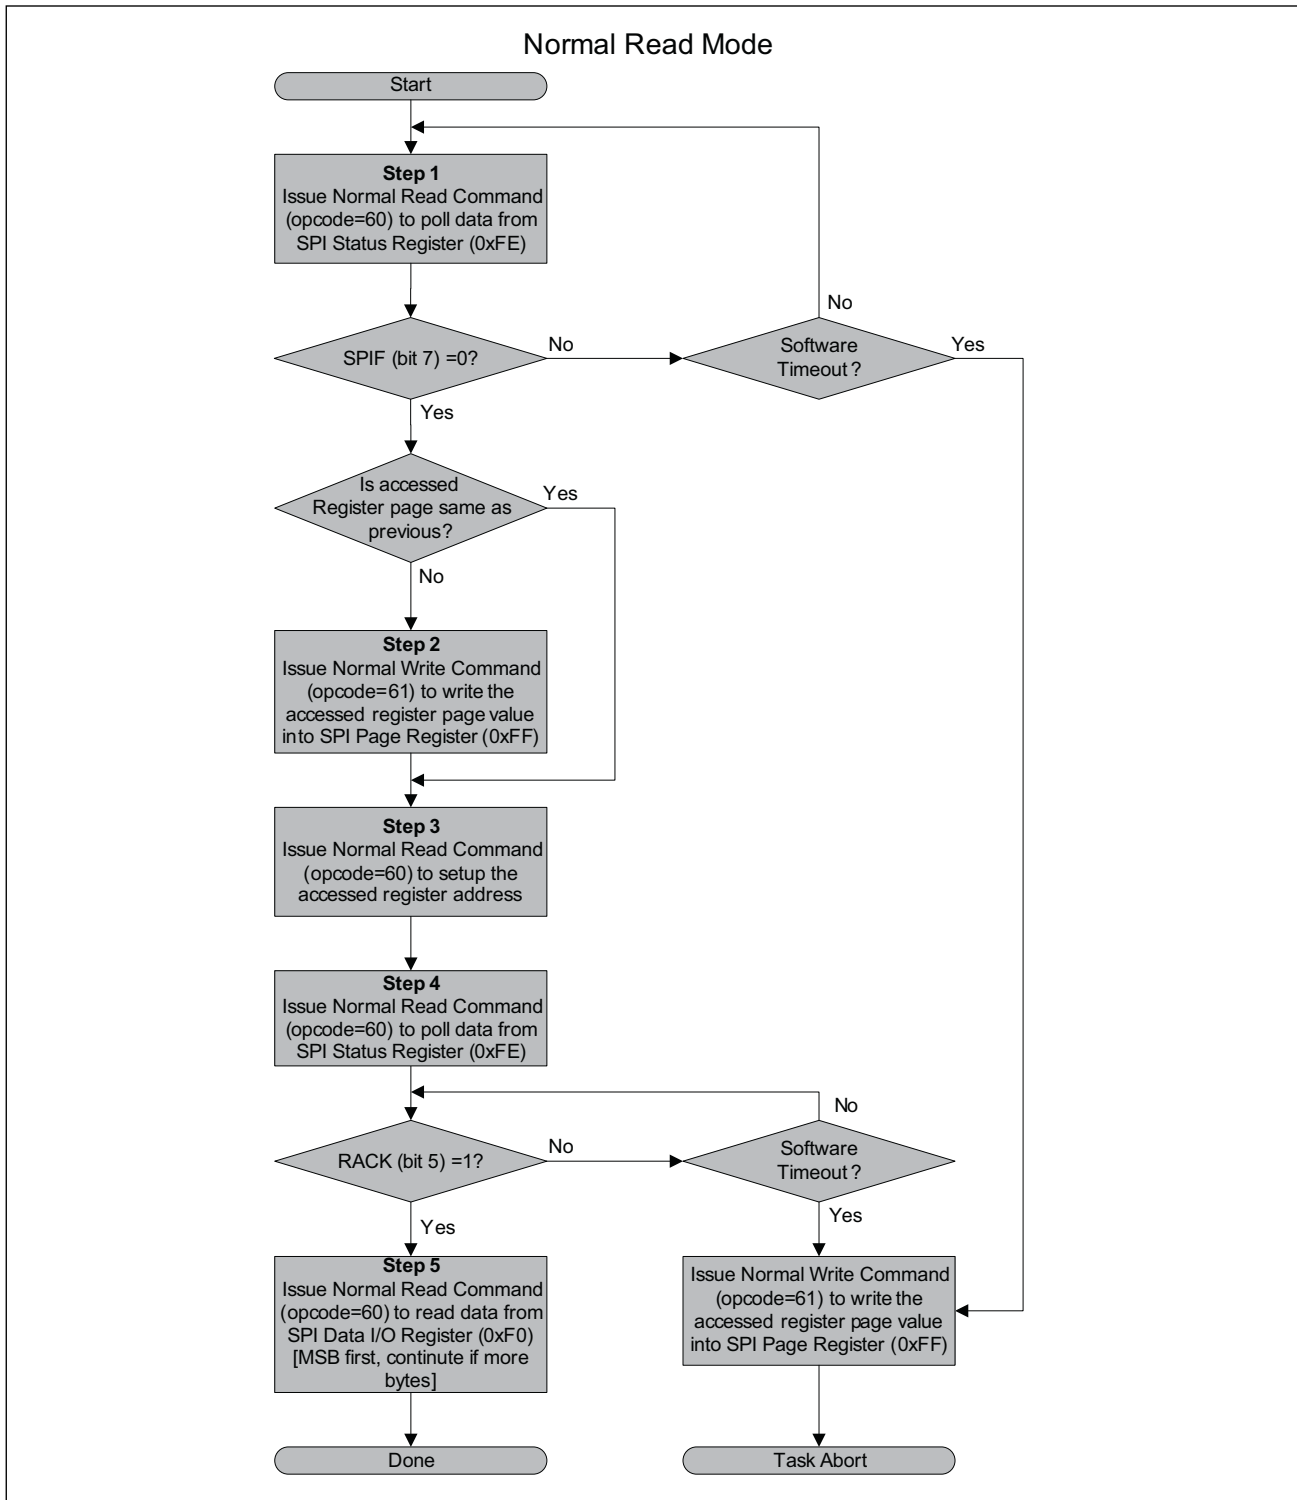 Normal Read Mode
Start
Step 1
Issue Normal Read Command
(opcode=60) to poll data from
SPI Status Register (0xFE)
No
SPIF (bit 7) =0?
No
Software
Timeout ?
Yes
Yes
Is accessed
Register page same as
previous?
Yes
No
Step 2
Issue Normal Write Command
(opcode=61) to write the
accessed register page value
into SPI Page Register (0xFF)
Step 3
Issue Normal Read Command
(opcode=60) to setup the
accessed register address
Step 4
Issue Normal Read Command
(opcode=60) to poll data from
SPI Status Register (0xFE)
No
RACK (bit 5) =1?
No
Software
Timeout ?
Yes
Yes
Step 5
Issue Normal Read Command
(opcode=60) to read data from
SPI Data I/O Register (0xF0)
[MSB first, continute if more
bytes]
Issue Normal Write Command
(opcode=61) to write the
accessed register page value
into SPI Page Register (0xFF)
Done
Task Abort